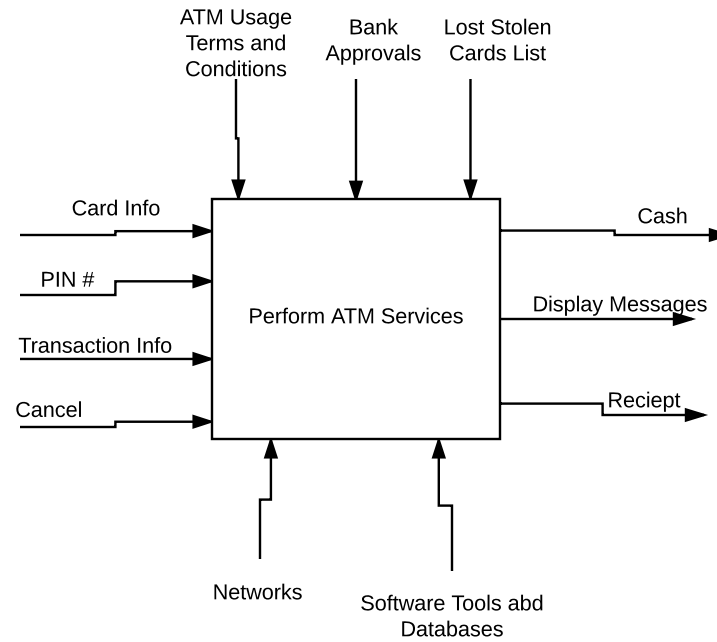 ATM Usage
Terms and
Conditions
Bank
Approvals
Lost Stolen
Cards List
Card Info
PIN #
Transaction Info
Cancel
Perform ATM Services
Cash
Display Messages
Reciept
Networks
Software Tools abd
Databases